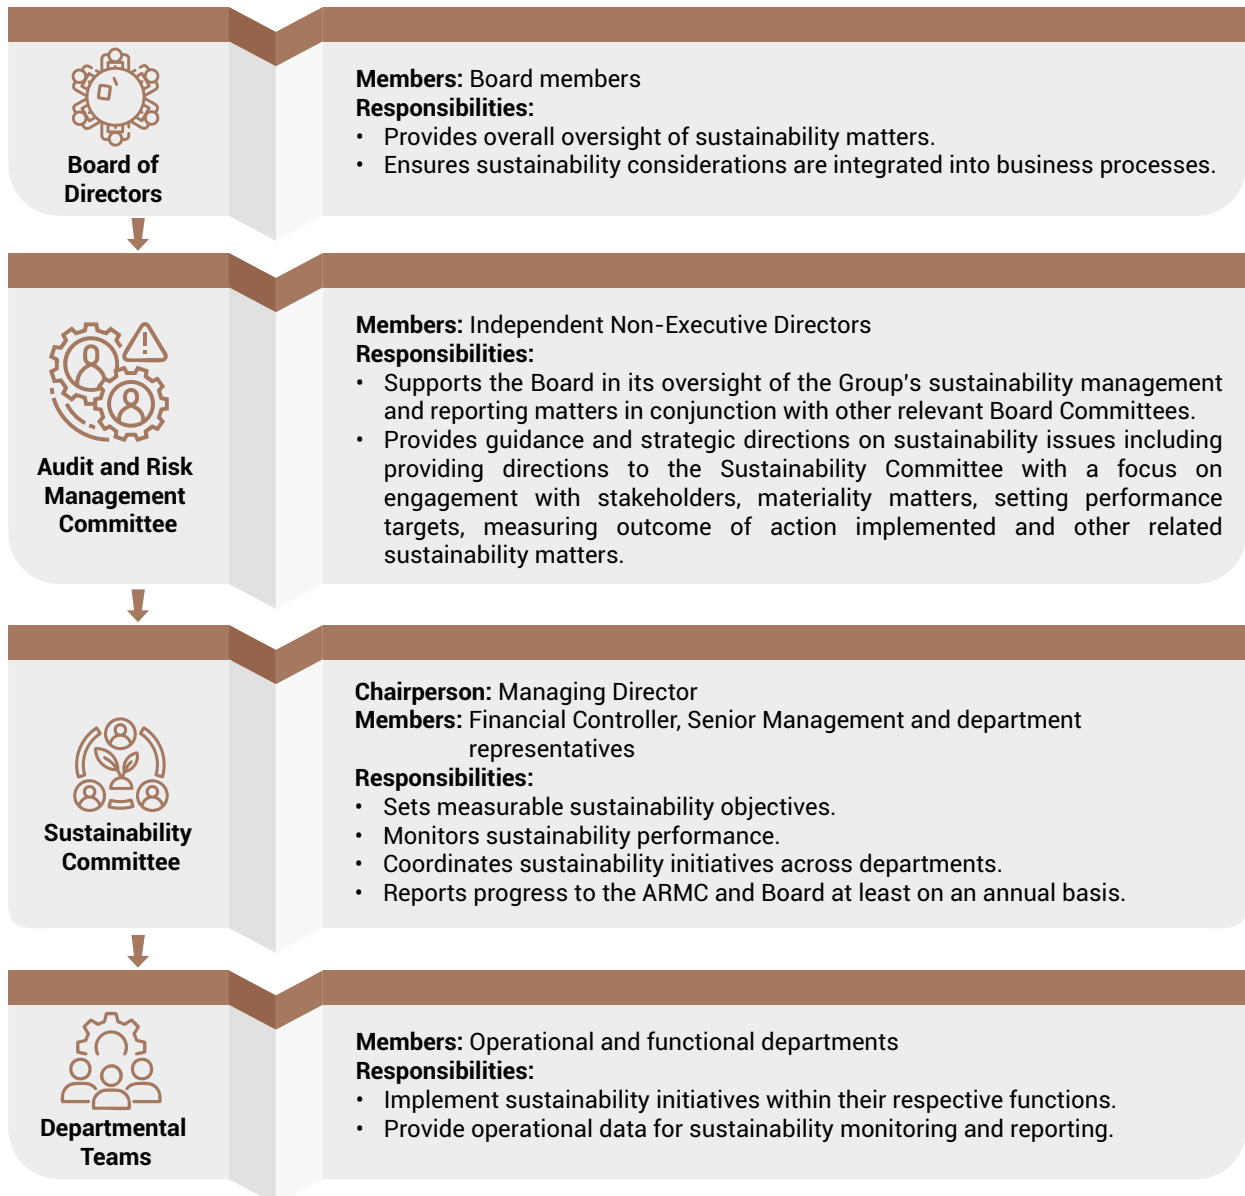 Board of
Directors
Members: Board members
Responsibilities:
• Provides overall oversight of sustainability matters.
• Ensures sustainability considerations are integrated into business processes.
Audit and Risk
Management
Committee
Members: Independent Non-Executive Directors
Responsibilities:
• Supports the Board in its oversight of the Group's sustainability management
and reporting matters in conjunction with other relevant Board Committees.
• Provides guidance and strategic directions on sustainability issues including
providing directions to the Sustainability Committee with a focus on
engagement with stakeholders, materiality matters, setting performance
targets, measuring outcome of action implemented and other related
sustainability matters.
Sustainability
Committee
Chairperson: Managing Director
Members: Financial Controller, Senior Management and department
representatives
Responsibilities:
• Sets measurable sustainability objectives.
• Monitors sustainability performance.
• Coordinates sustainability initiatives across departments.
• Reports progress to the ARMC and Board at least on an annual basis.
Departmental
Teams
Members: Operational and functional departments
Responsibilities:
• Implement sustainability initiatives within their respective functions.
• Provide operational data for sustainability monitoring and reporting.